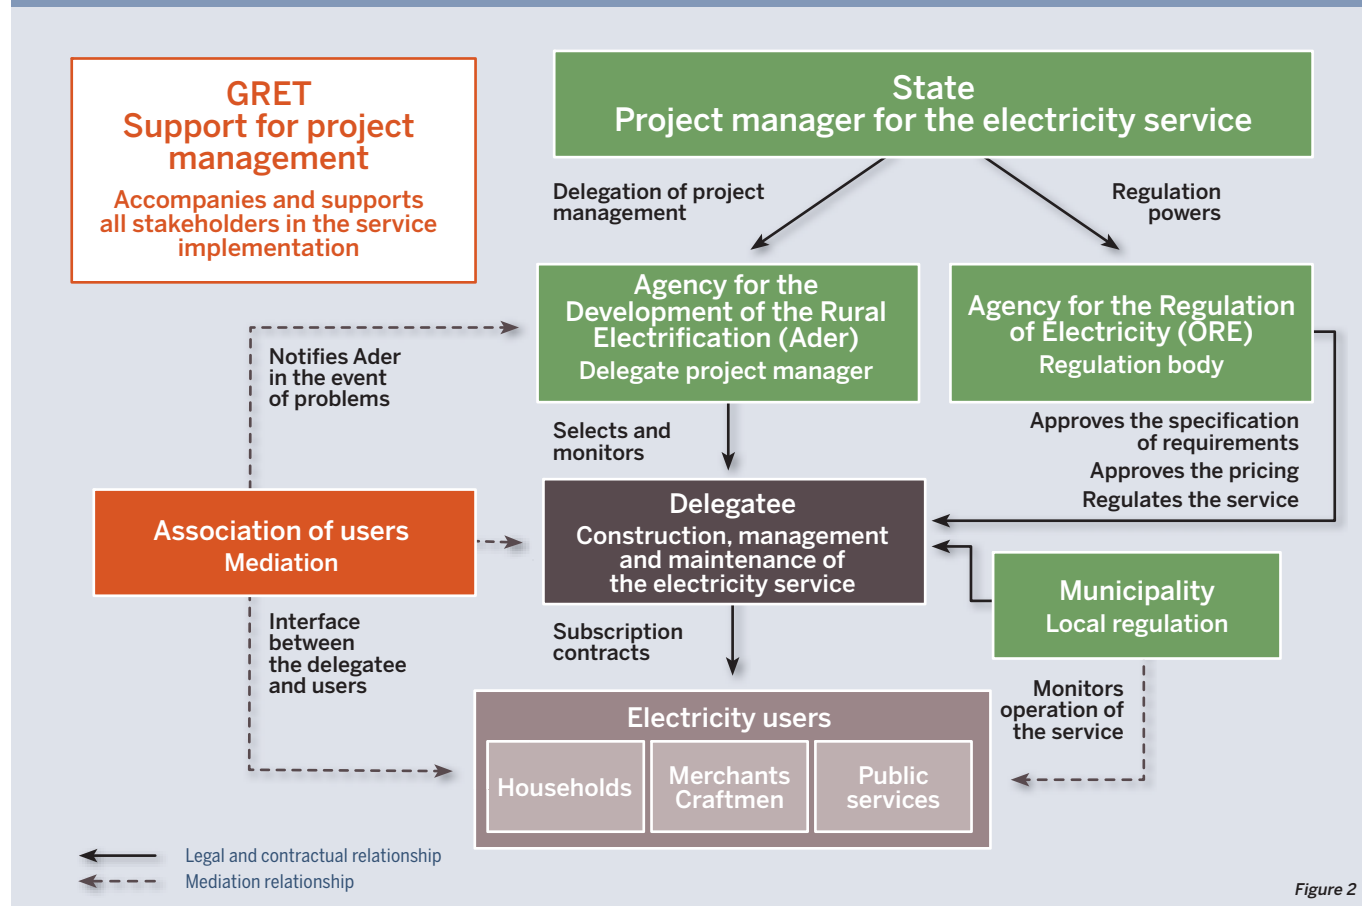 GRET
Support for project
management
Accompanies and supports
all stakeholders in the service
implementation
State
Project manager for the electricity service
Delegation of project
management
Regulation
powers
Agency for the
Development of the Rural
Electrification (Ader)
Delegate project manager
Agency for the Regulation
of Electricity (ORE)
Regulation body
Notifies Ader
in the event
of problems
Selects and
monitors
Approves the specification
of requirements
Approves the pricing
Regulates the service
Association of users
Mediation
Delegatee
Construction, management
and maintenance of
the electricity service
Municipality
Local regulation
Interface
between
the delegatee
and users
Subscription
contracts
Monitors
operation of
the service
Electricity users
Households
Merchants
Craftmen
Public
services
Legal and contractual relationship
Mediation relationship
Figure 2